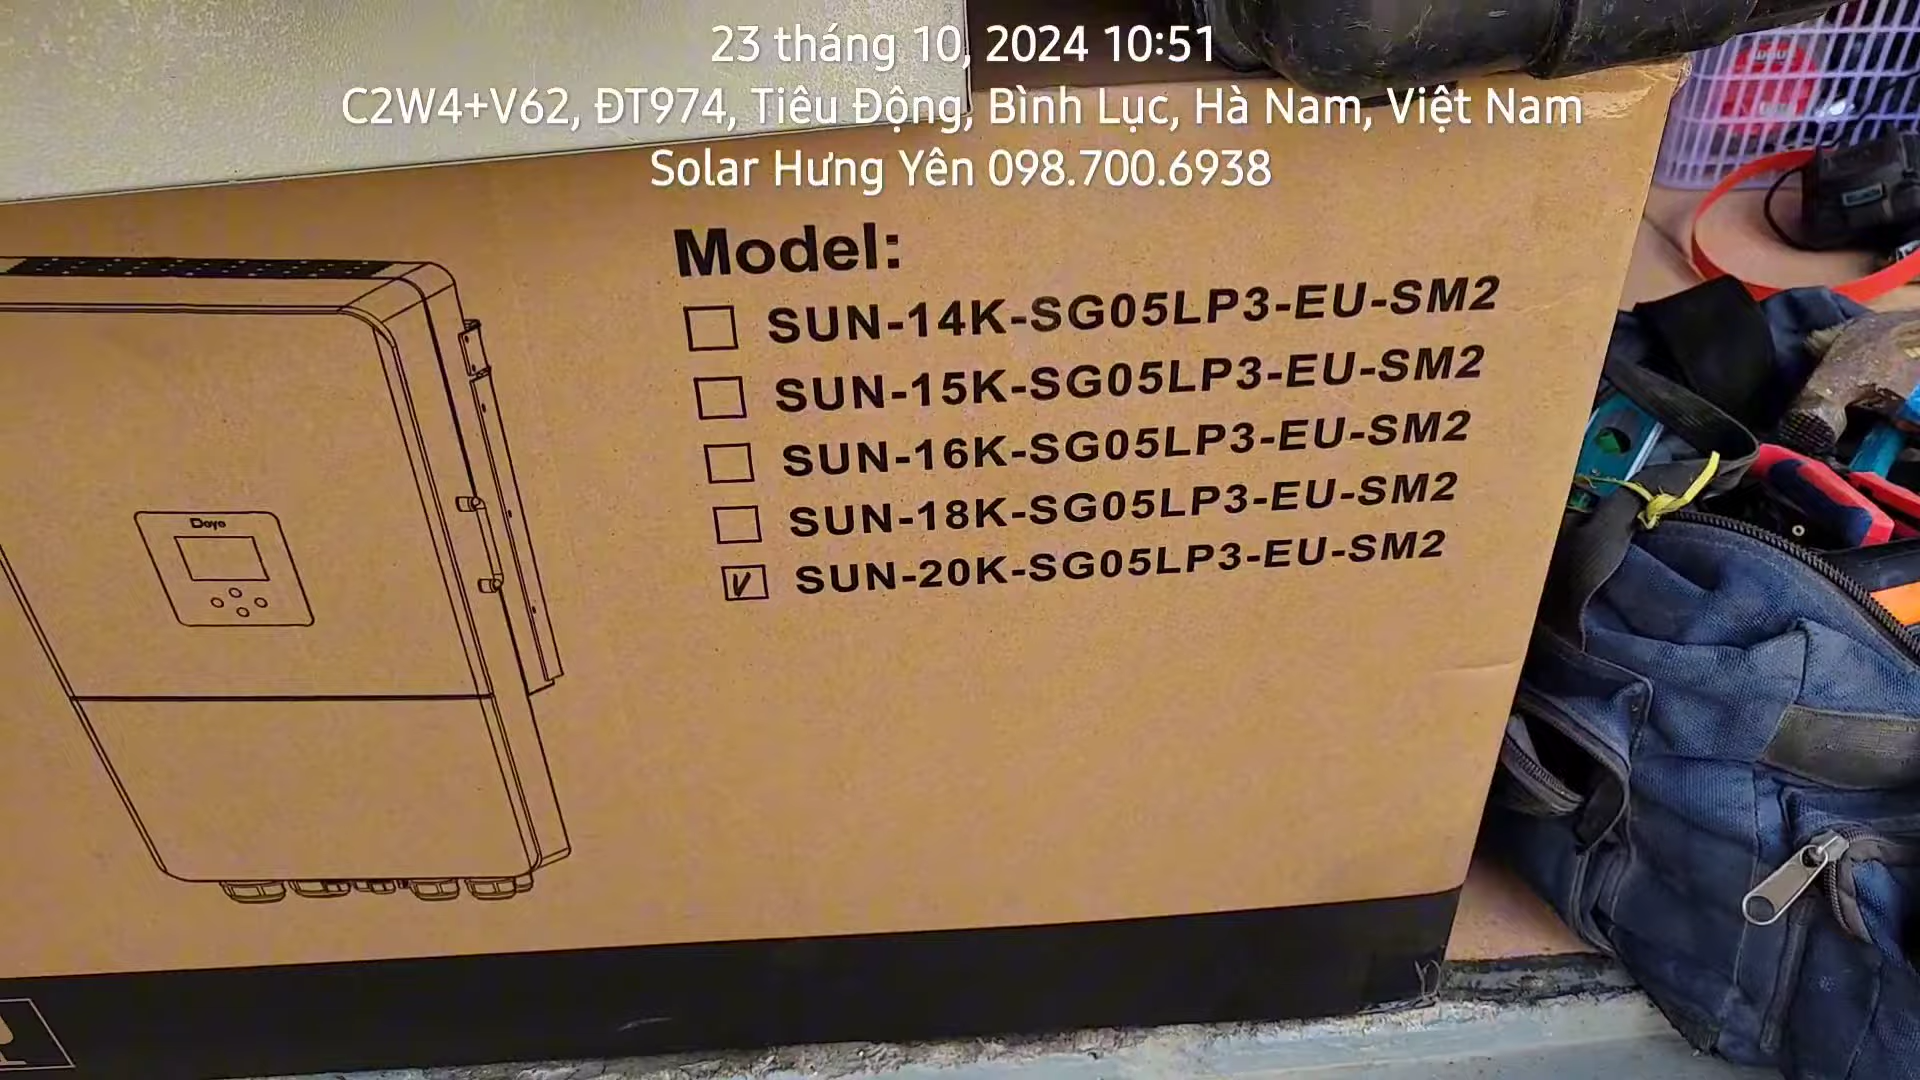 23 tháng 10, 2024 10:51
C2W4+V62, ĐT974, Tiêu Động, Bình Lục, Hà Nam, Việt Nam
Solar Hưng Yên 098.700.6938
Model:
SUN-14K-SG05LP3-EU-SM2
SUN-15K-SG05LP3-EU-SM2
SUN-16K-SG05LP3-EU-SM2
SUN-18K-SG05LP3-EU-SM2
SUN-20K-SG05LP3-EU-SM2
Deye